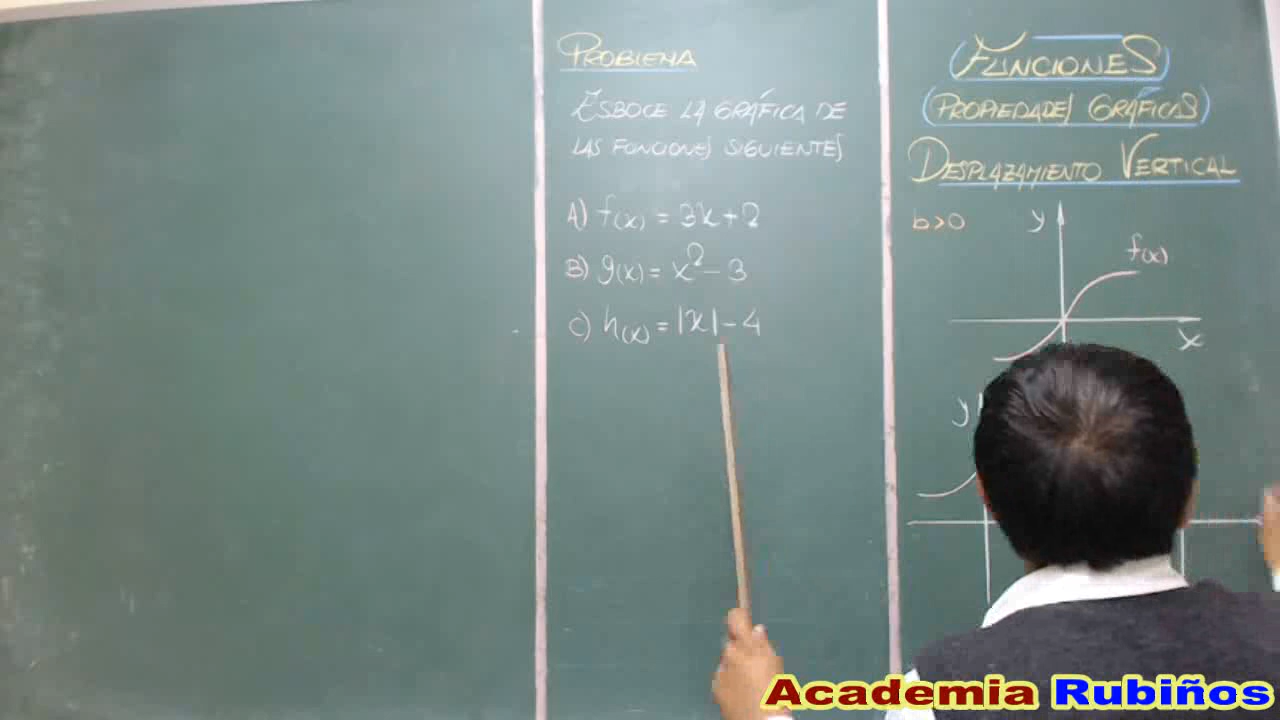 PROBLEMA
ESBOCE LA GRÁFICA DE
LAS FUNCIONES SIGUIENTES
A) f(x) = 3x+2
B) g(x) = x²-3
C) h(x) = |x|-4
(FUNCIONES)
(PROPIEDADES GRÁFICAS)
DESPLAZAMIENTO VERTICAL
b>0
y
f(x)
x
y
Academia Rubiños